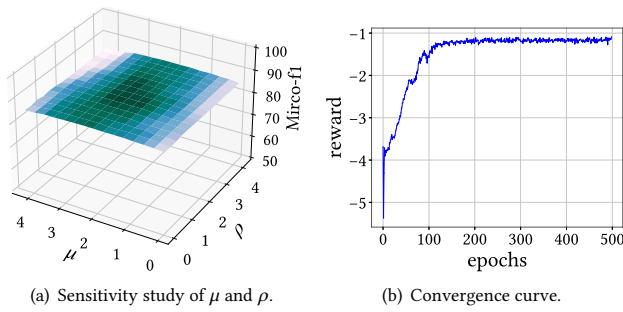 100
90
80
70
60
50
Mirco-f1
4
3
2
1
0
μ
4
3
2
1
0
ρ
−1
−2
−3
−4
−5
reward
0 100 200 300 400 500
epochs
(a) Sensitivity study of μ and ρ.
(b) Convergence curve.